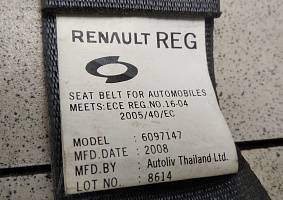 RENAULT REG
SEAT BELT FOR AUTOMOBILES
MEETS:ECE REG.NO.16-04
2005/40/EC
MODEL : 6097147
MFD.DATE : 2008
MFD.BY : Autoliv Thailand Ltd.
LOT NO. : 8614